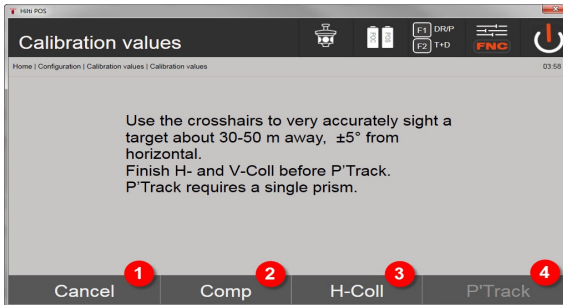 Hilti POS
Calibration values
POC
POS
F1 DR/P
F2 T+D
FNC
Home | Configuration | Calibration values | Calibration values
03:58
Use the crosshairs to very accurately sight a
target about 30-50 m away, ±5° from
horizontal.
Finish H- and V-Coll before P'Track.
P'Track requires a single prism.
1
2
3
4
Cancel
Comp
H-Coll
P'Track